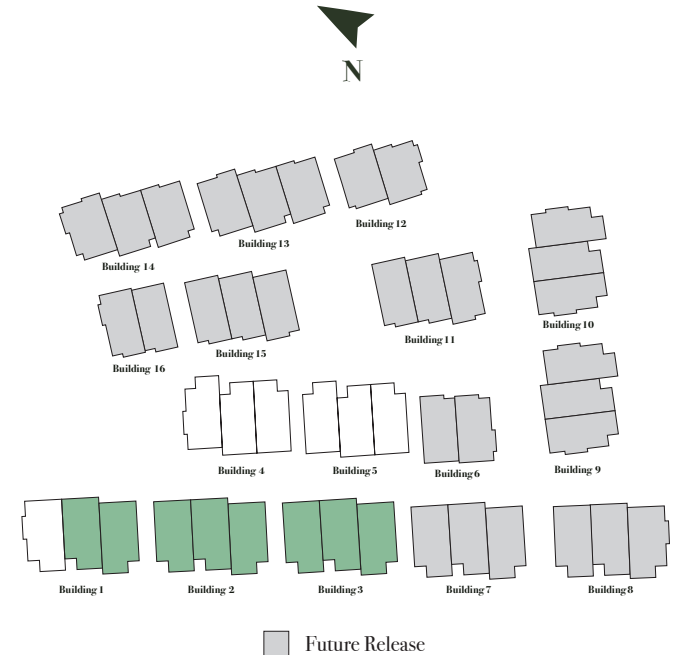 N
Building 12
Building 13
Building 14
Building 10
Building 11
Building 15
Building 16
Building 4
Building 5
Building 6
Building 9
Building 1
Building 2
Building 3
Building 7
Building 8
Future Release